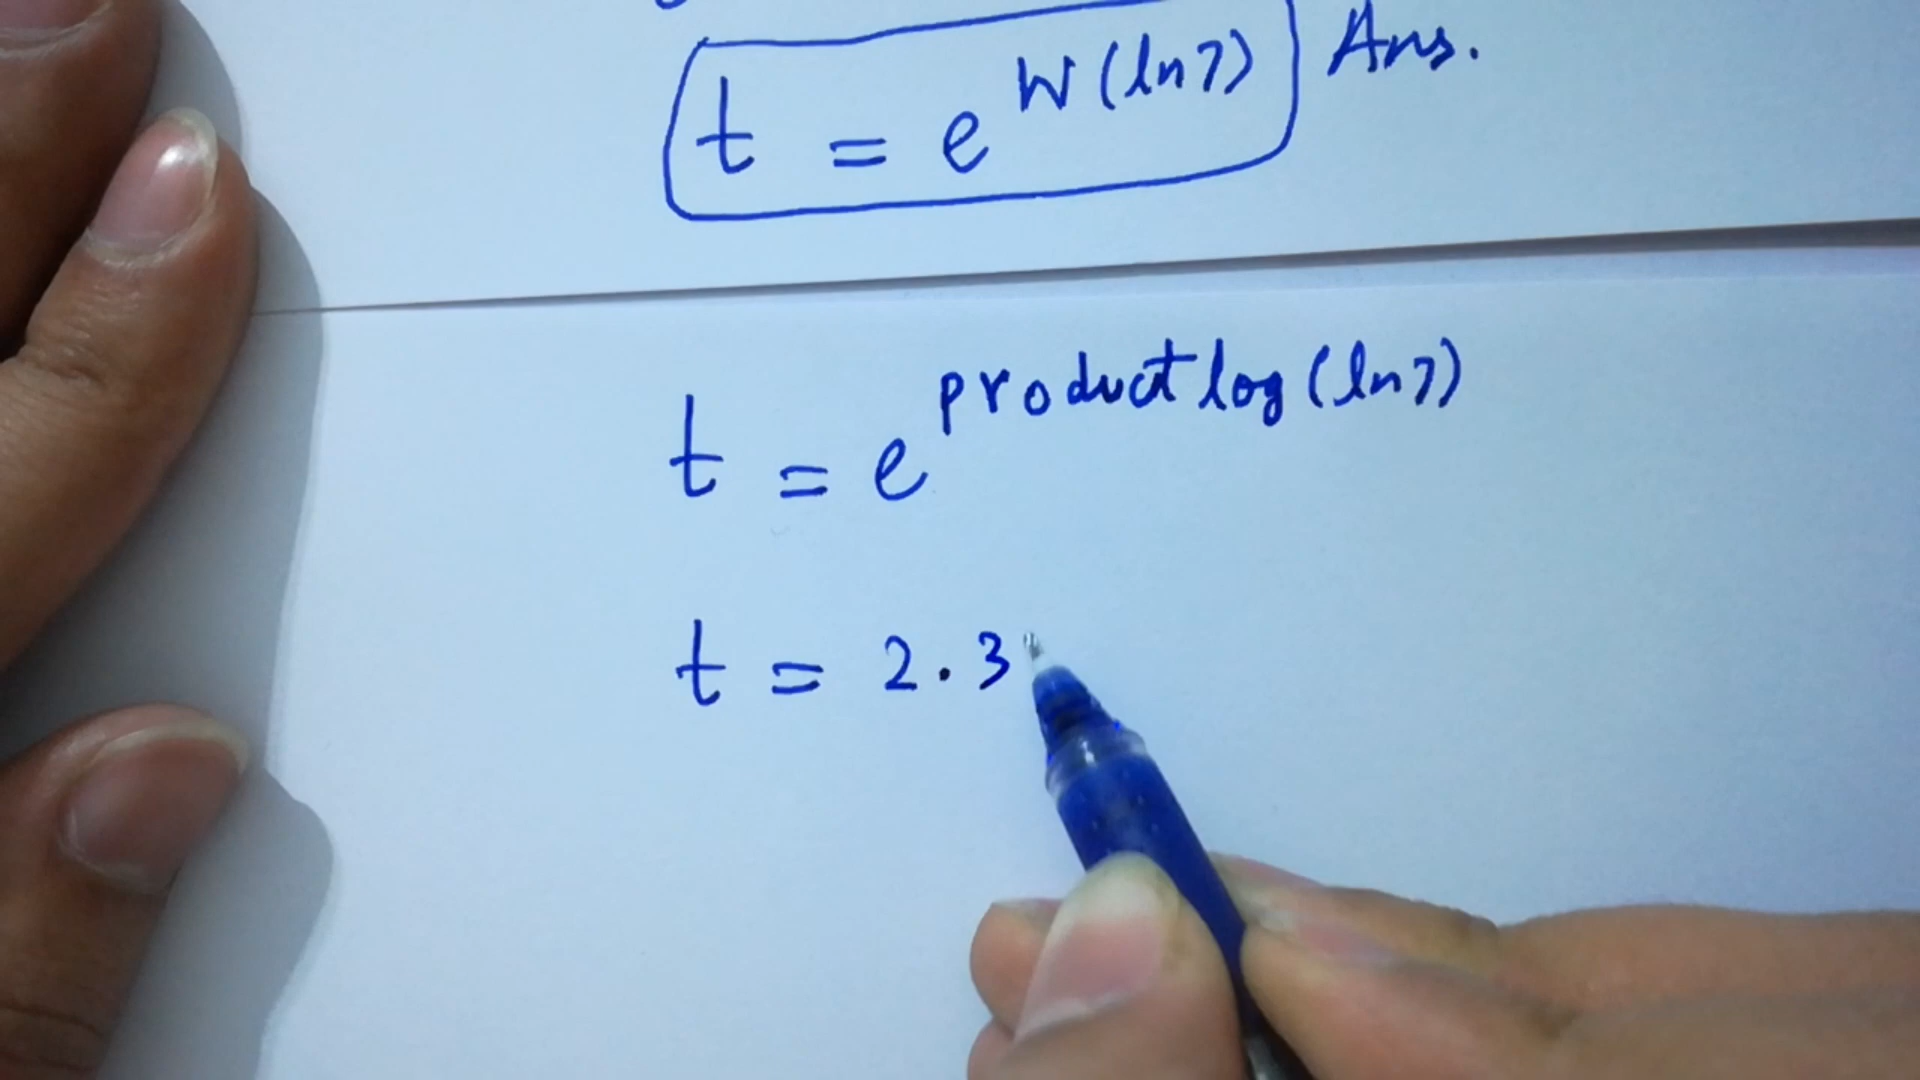 t = e^W(ln7) Ans.
t = e^productlog(ln7)
t = 2.3